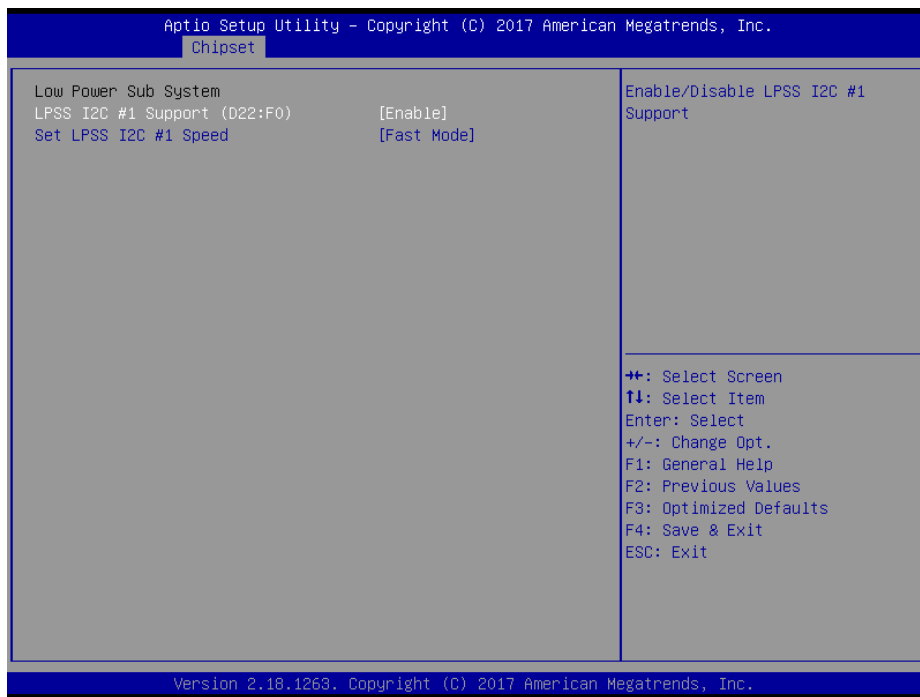 Aptio Setup Utility – Copyright (C) 2017 American Megatrends, Inc.
Chipset
Low Power Sub System
LPSS I2C #1 Support (D22:F0) [Enable]
Set LPSS I2C #1 Speed [Fast Mode]
Enable/Disable LPSS I2C #1
Support
→←: Select Screen
↑↓: Select Item
Enter: Select
+/-: Change Opt.
F1: General Help
F2: Previous Values
F3: Optimized Defaults
F4: Save & Exit
ESC: Exit
Version 2.18.1263. Copyright (C) 2017 American Megatrends, Inc.